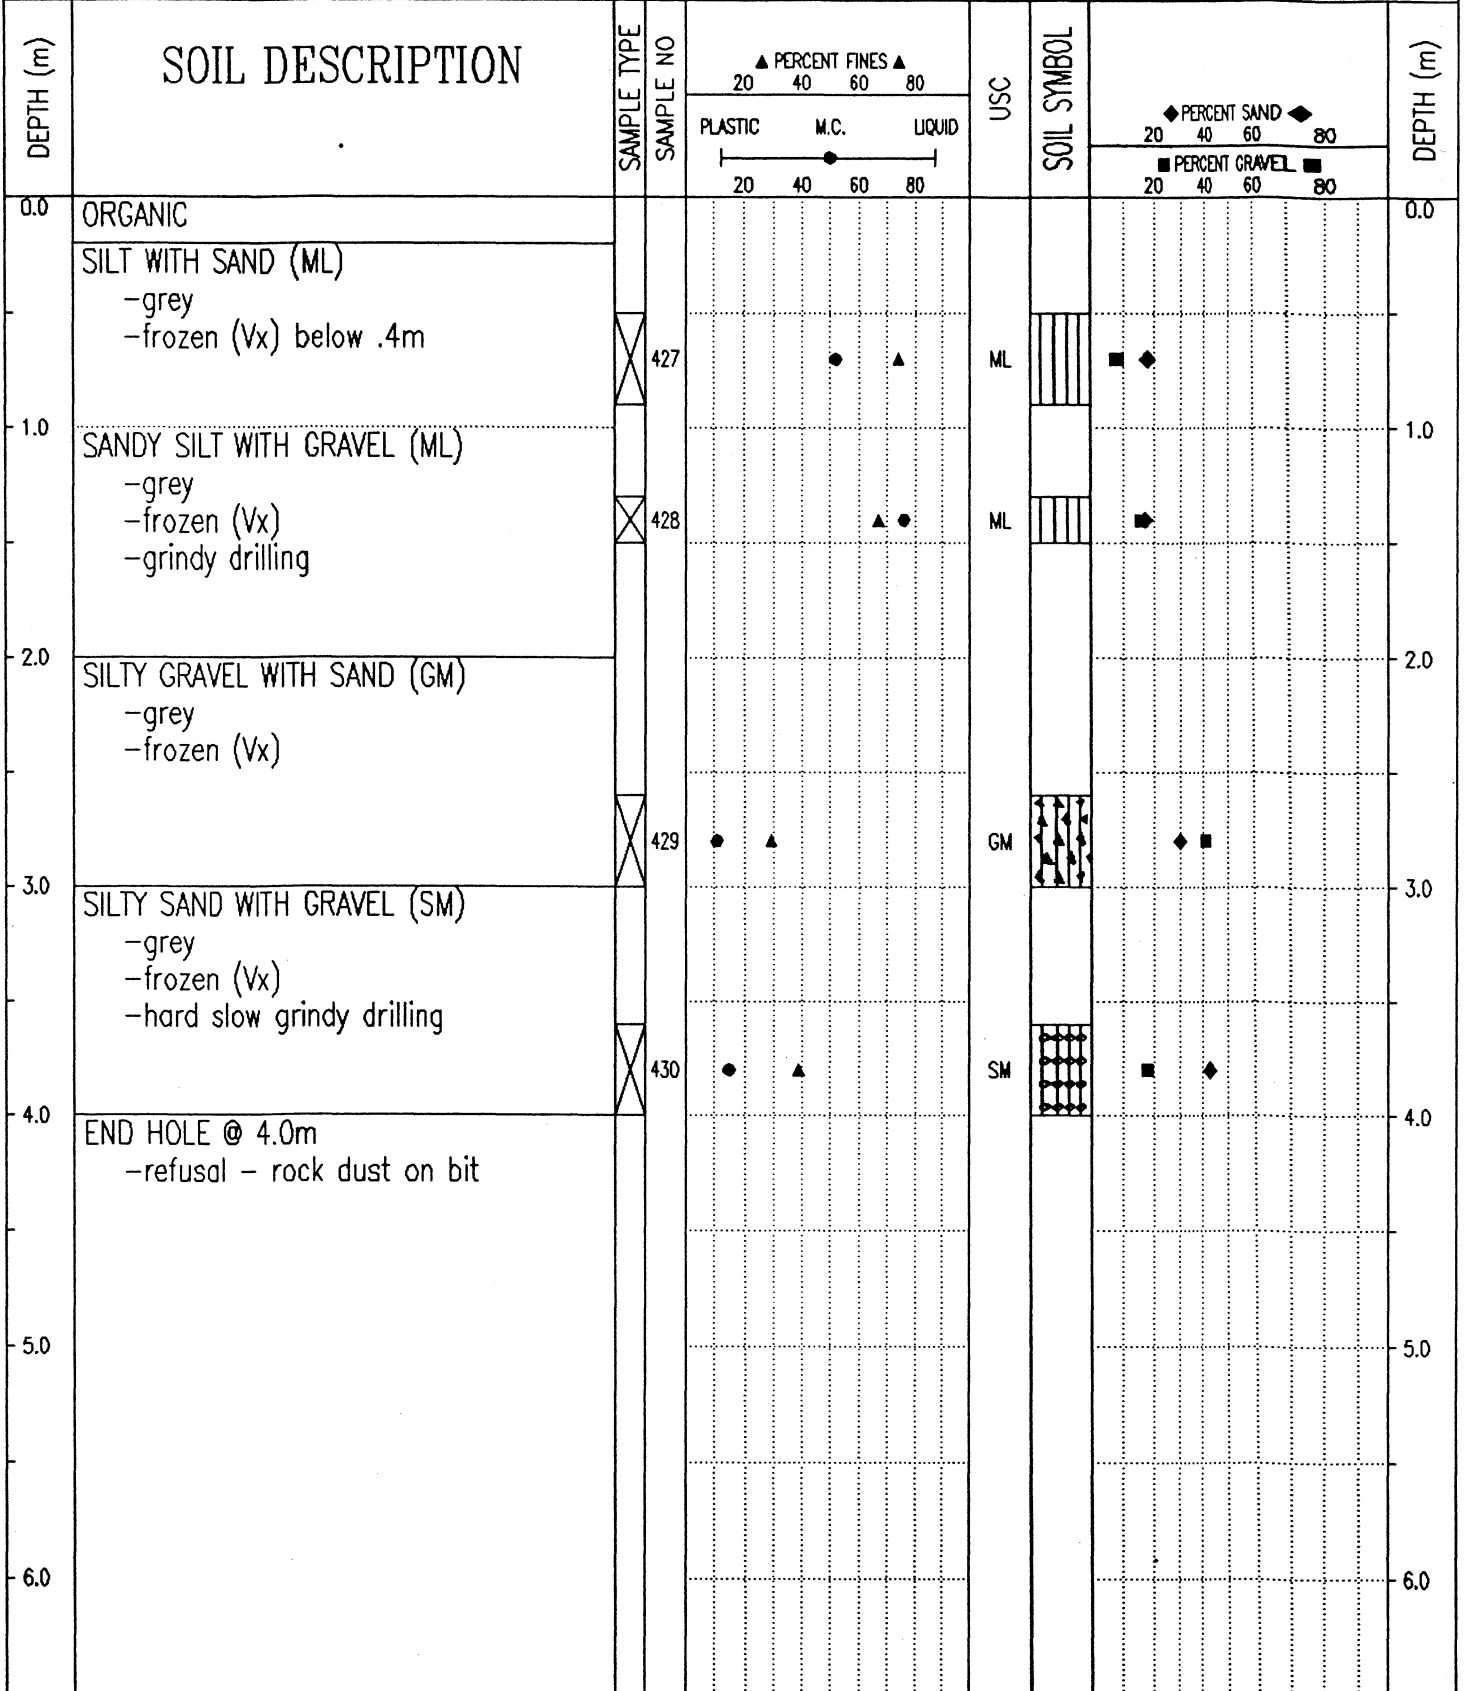 DEPTH (m)
SOIL DESCRIPTION
SAMPLE TYPE
SAMPLE NO
▲ PERCENT FINES ▲
20 40 60 80
PLASTIC M.C. LIQUID
20 40 60 80
USC
SOIL SYMBOL
◆ PERCENT SAND ◆
20 40 60 80
■ PERCENT GRAVEL ■
20 40 60 80
DEPTH (m)
0.0 ORGANIC 0.0
SILT WITH SAND (ML)
-grey
-frozen (Vx) below .4m
427 ML
1.0 1.0
SANDY SILT WITH GRAVEL (ML)
-grey
-frozen (Vx)
428 ML
-grindy drilling
2.0 2.0
SILTY GRAVEL WITH SAND (GM)
-grey
-frozen (Vx)
429 GM
3.0 3.0
SILTY SAND WITH GRAVEL (SM)
-grey
-frozen (Vx)
-hard slow grindy drilling
430 SM
4.0 4.0
END HOLE @ 4.0m
-refusal - rock dust on bit
5.0 5.0
6.0 6.0